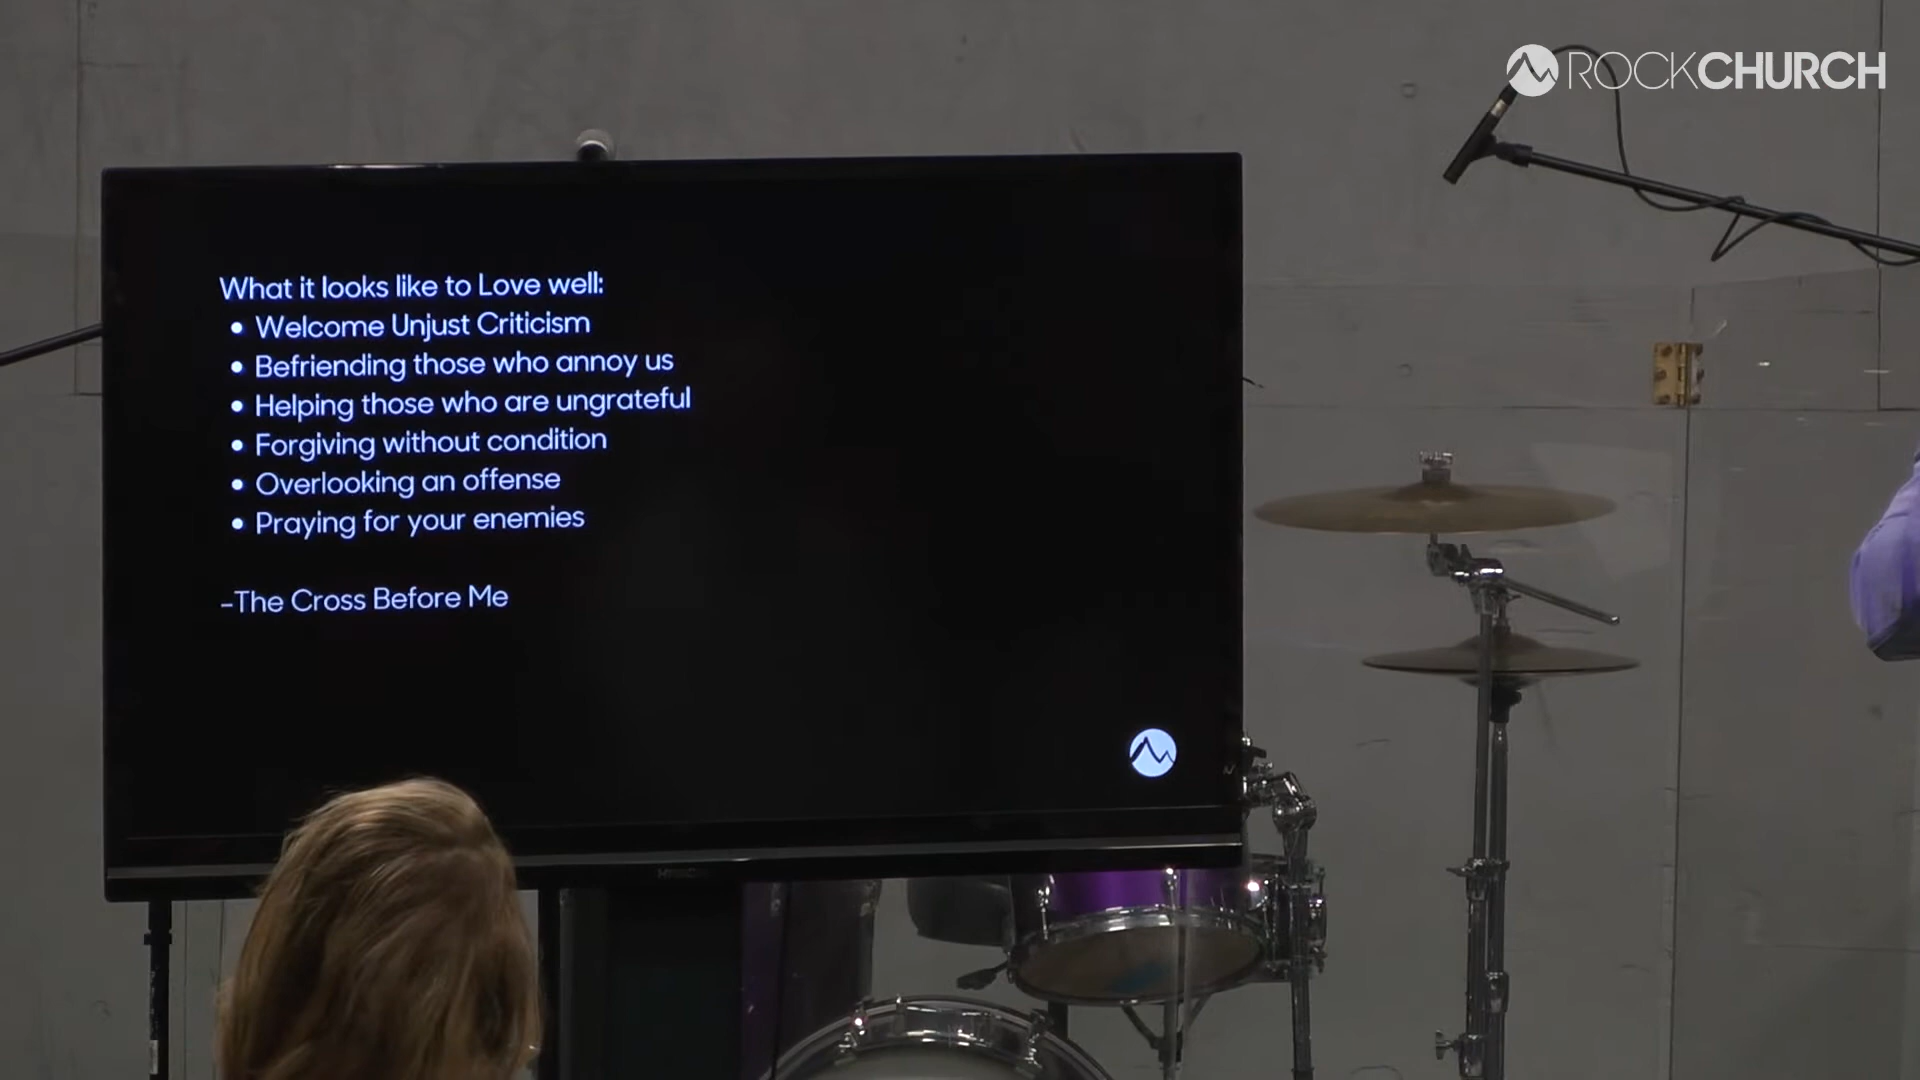 ROCKCHURCH
What it looks like to Love well:
• Welcome Unjust Criticism
• Befriending those who annoy us
• Helping those who are ungrateful
• Forgiving without condition
• Overlooking an offense
• Praying for your enemies
-The Cross Before Me